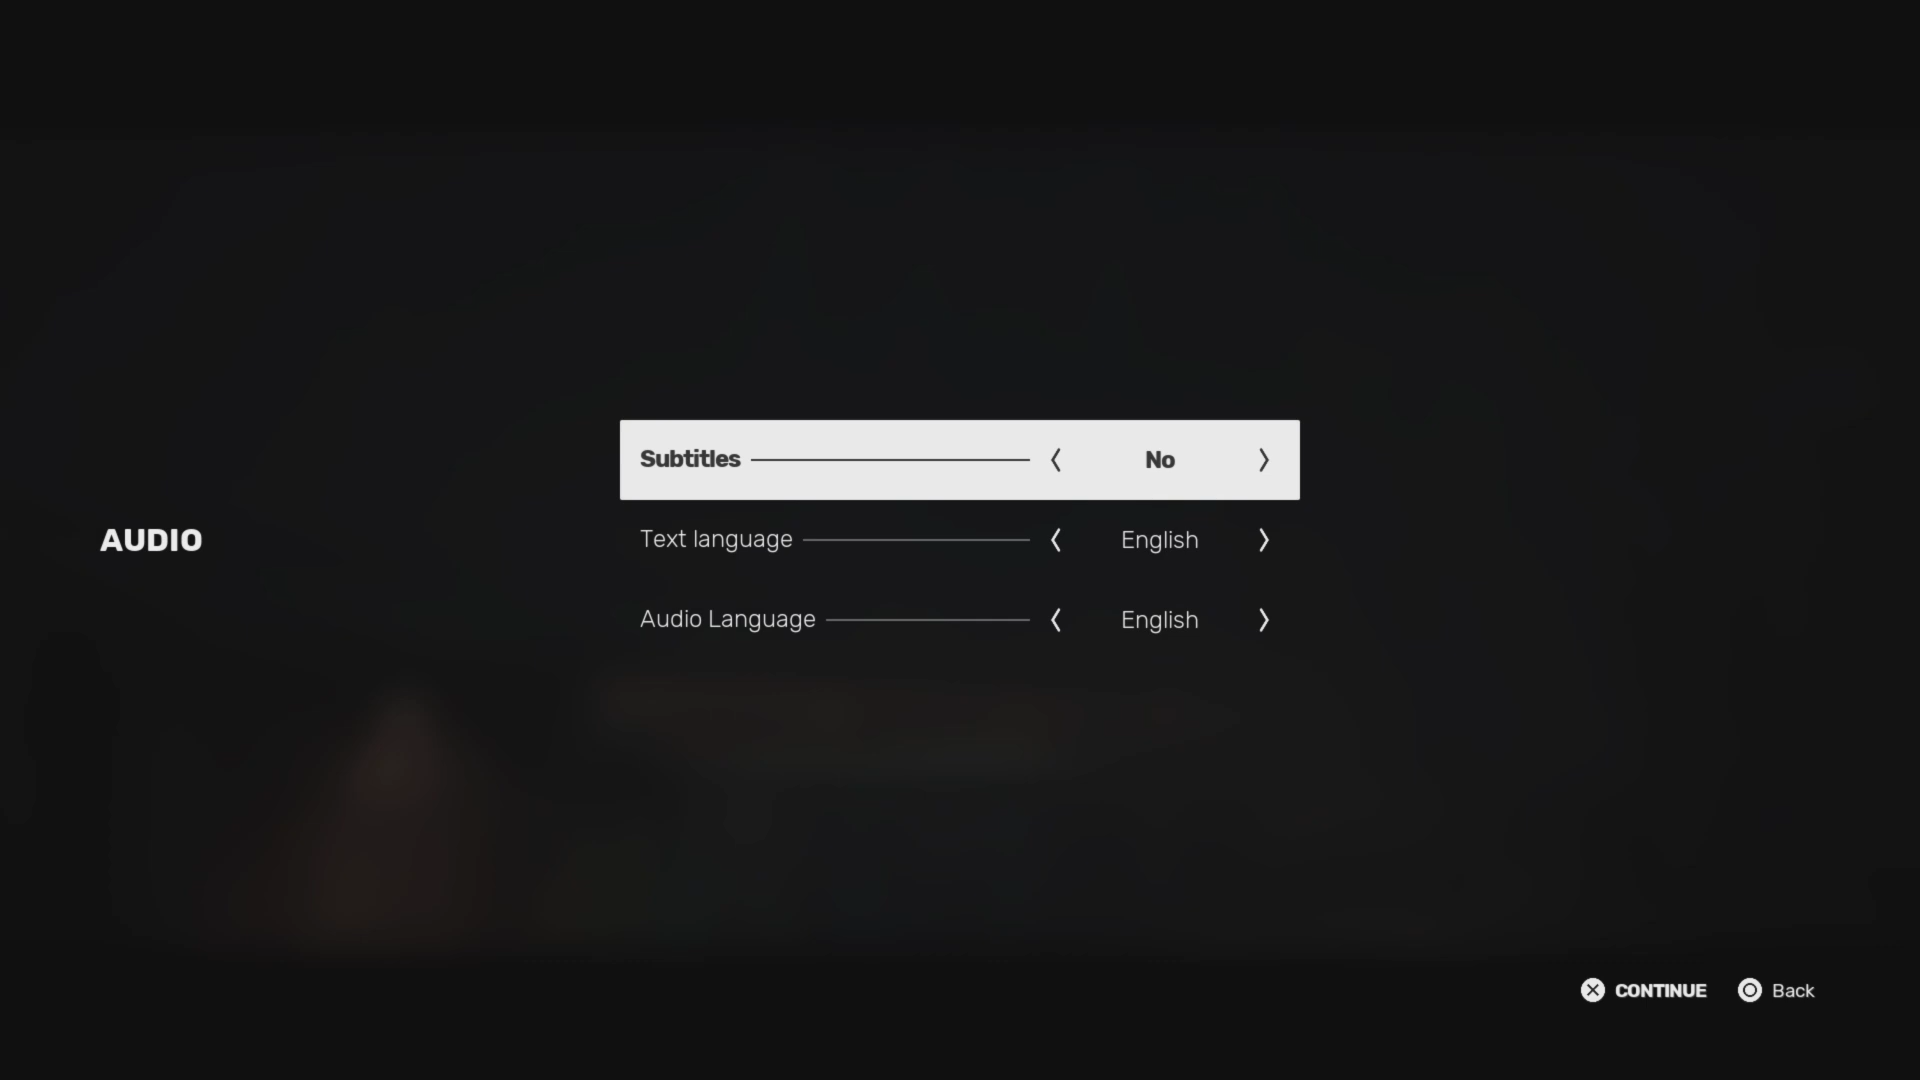 AUDIO
Subtitles No
Text language English
Audio Language English
CONTINUE Back